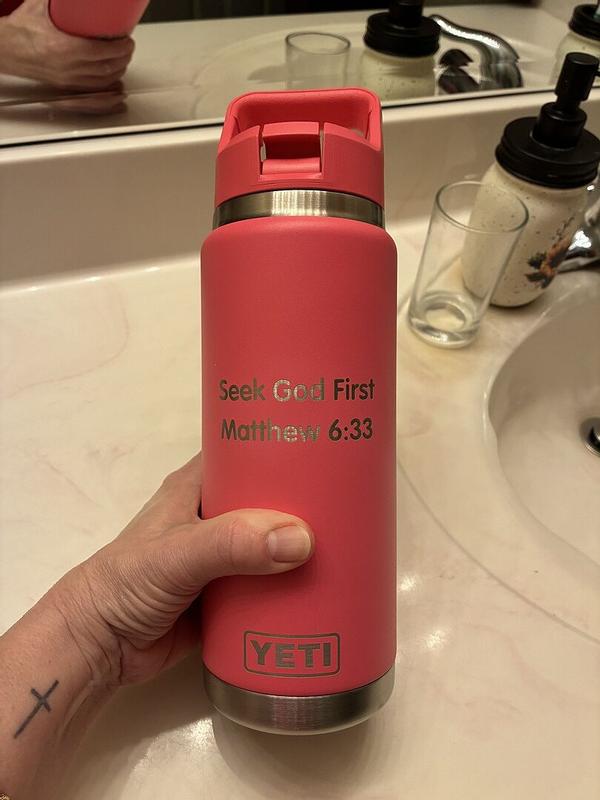 Seek God First
Matthew 6:33
YETI